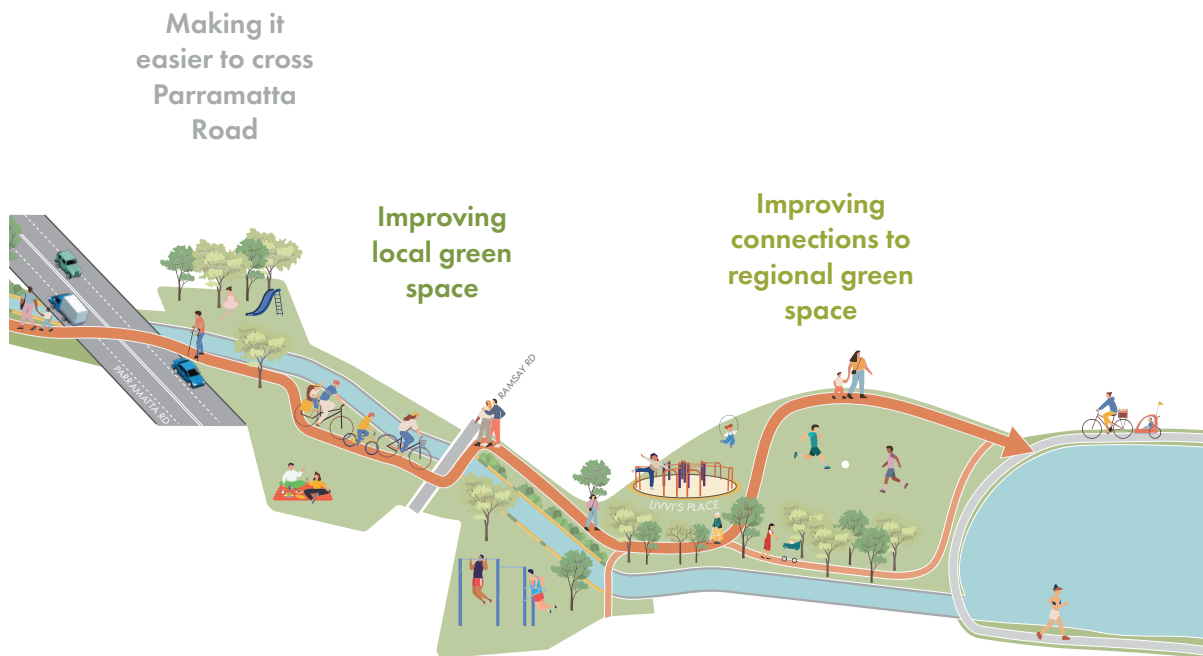 Making it
easier to cross
Parramatta
Road
Improving
local green
space
Improving
connections to
regional green
space
PARRAMATTA RD
RAMSAY RD
LIVVI'S PLACE